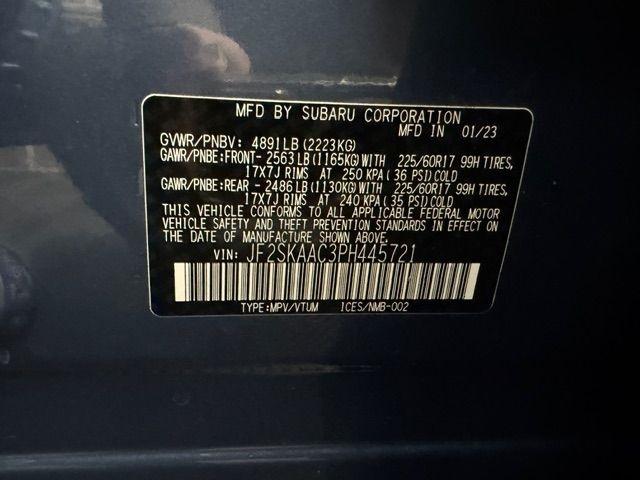 MFD BY SUBARU CORPORATION
MFD IN 01/23
GVWR/PNBV: 4891LB(2223KG)
GAWR/PNBE:FRONT- 2563LB(1165KG)WITH 225/60R17 99H TIRES,
17X7J RIMS AT 250 KPA(36 PSI)COLD
GAWR/PNBE:REAR - 2486LB(1130KG)WITH 225/60R17 99H TIRES,
17X7J RIMS AT 240 KPA(35 PSI)COLD
THIS VEHICLE CONFORMS TO ALL APPLICABLE FEDERAL MOTOR
VEHICLE SAFETY AND THEFT PREVENTION STANDARDS IN EFFECT ON
THE DATE OF MANUFACTURE SHOWN ABOVE.
VIN: JF2SKAAC3PH445721
TYPE:MPV/VTUM ICES/NMB-002